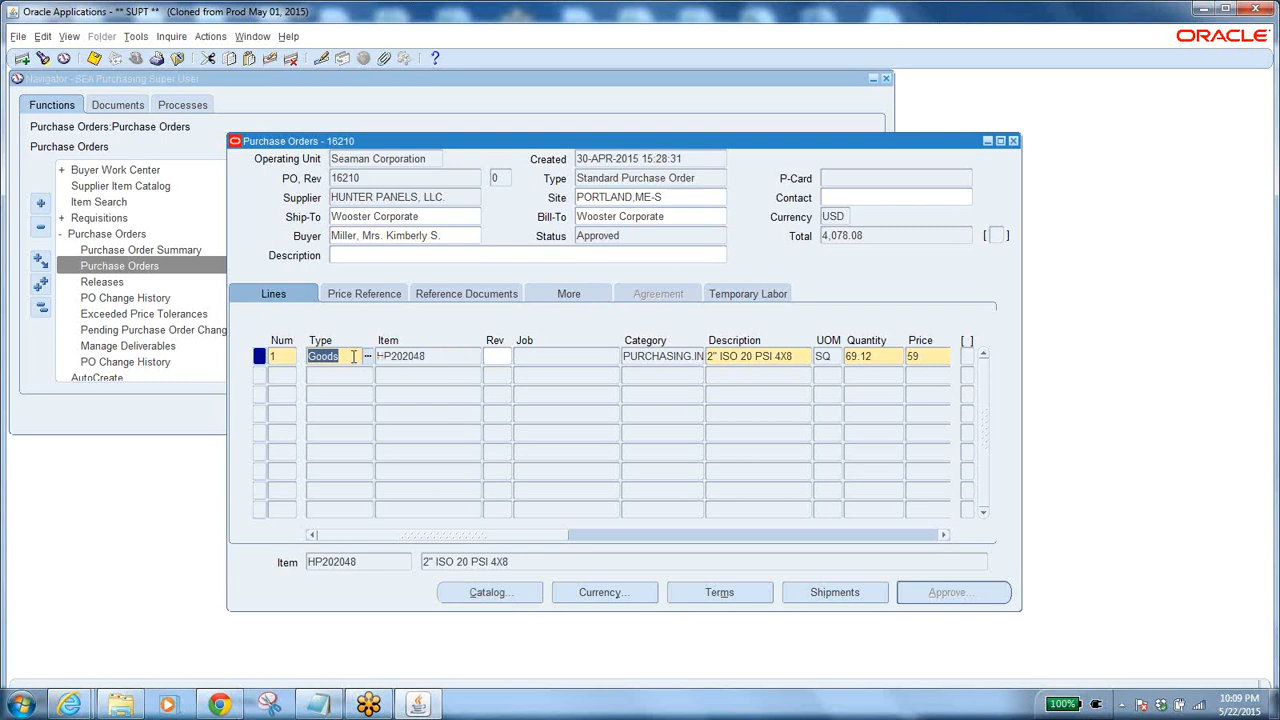 Oracle Applications - ** SUPT ** (Cloned from Prod May 01, 2015)
File Edit View Folder Tools Inquire Actions Window Help
ORACLE
Navigator - SEA Purchasing Super User
Functions Documents Processes
Purchase Orders:Purchase Orders
Purchase Orders
+ Buyer Work Center
Supplier Item Catalog
Item Search
+ Requisitions
- Purchase Orders
Purchase Order Summary
Purchase Orders
Releases
PO Change History
Exceeded Price Tolerances
Pending Purchase Order Chang
Manage Deliverables
PO Change History
AutoCreate
Purchase Orders - 16210
Operating Unit Seaman Corporation Created 30-APR-2015 15:28:31
PO, Rev 16210 0 Type Standard Purchase Order P-Card
Supplier HUNTER PANELS, LLC. Site PORTLAND,ME-S Contact
Ship-To Wooster Corporate Bill-To Wooster Corporate Currency USD
Buyer Miller, Mrs. Kimberly S. Status Approved Total 4,078.08 [ ]
Description
Lines Price Reference Reference Documents More Agreement Temporary Labor
Num Type Item Rev Job Category Description UOM Quantity Price [ ]
1 Goods ... HP202048 PURCHASING.IN 2" ISO 20 PSI 4X8 SQ 69.12 59
Item HP202048 2" ISO 20 PSI 4X8
Catalog... Currency... Terms Shipments Approve...
100%
10:09 PM
5/22/2015